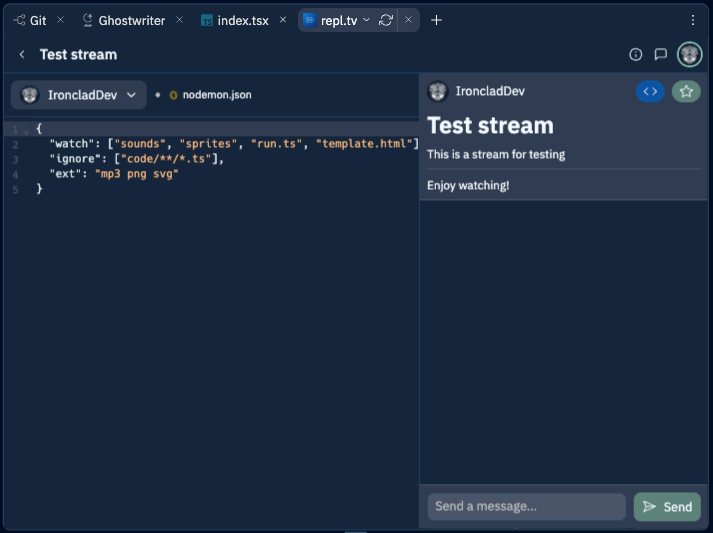 Git
Ghostwriter
index.tsx
repl.tv
Test stream
IroncladDev
nodemon.json
1 {
2 "watch": ["sounds", "sprites", "run.ts", "template.html"]
3 "ignore": ["code/**/*.ts"],
4 "ext": "mp3 png svg"
5 }
IroncladDev
Test stream
This is a stream for testing
Enjoy watching!
Send a message...
Send